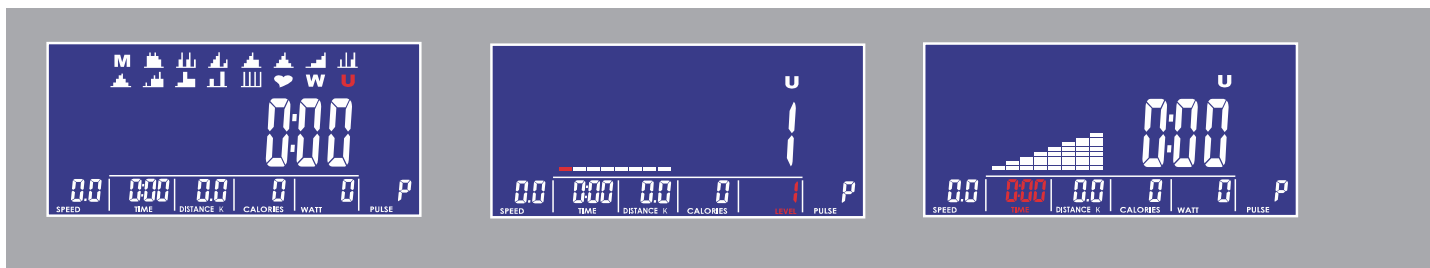 M
W U
0:00
0.0 0:00 0.0 0 0 P
SPEED TIME DISTANCE K CALORIES WATT PULSE
U
1
0.0 0:00 0.0 0 1 P
SPEED TIME DISTANCE K CALORIES LEVEL PULSE
U
0:00
0.0 0:00 0.0 0 0 P
SPEED TIME DISTANCE K CALORIES WATT PULSE